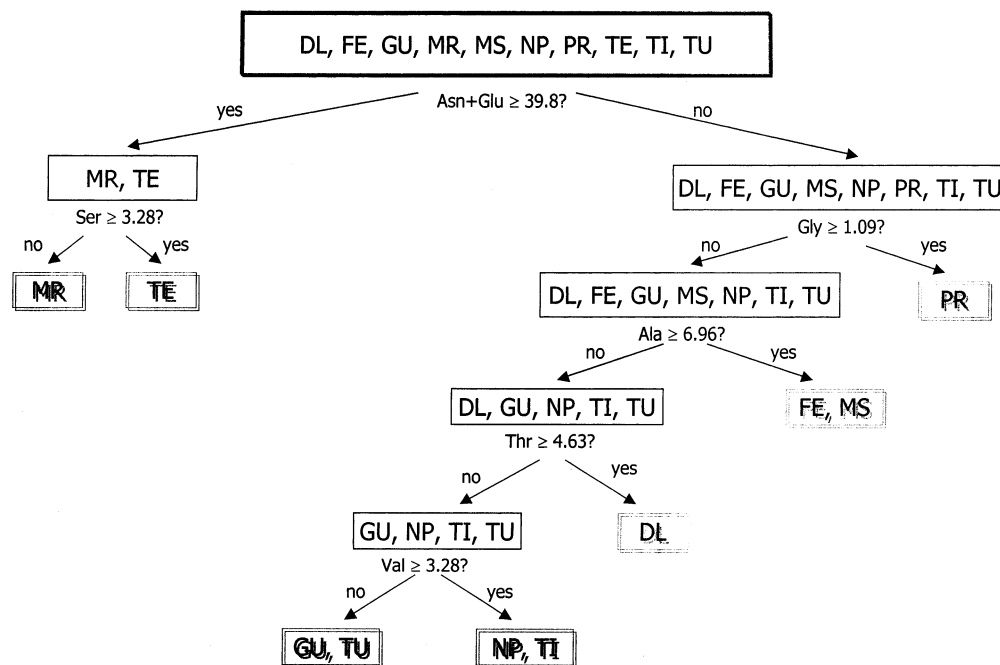 DL, FE, GU, MR, MS, NP, PR, TE, TI, TU
yes
Asn+Glu ≥ 39.8?
no
MR, TE
DL, FE, GU, MS, NP, PR, TI, TU
Ser ≥ 3.28?
Gly ≥ 1.09?
no
yes
no
yes
MR
TE
DL, FE, GU, MS, NP, TI, TU
PR
Ala ≥ 6.96?
no
yes
DL, GU, NP, TI, TU
FE, MS
Thr ≥ 4.63?
no
yes
GU, NP, TI, TU
DL
Val ≥ 3.28?
no
yes
GU, TU
NP, TI